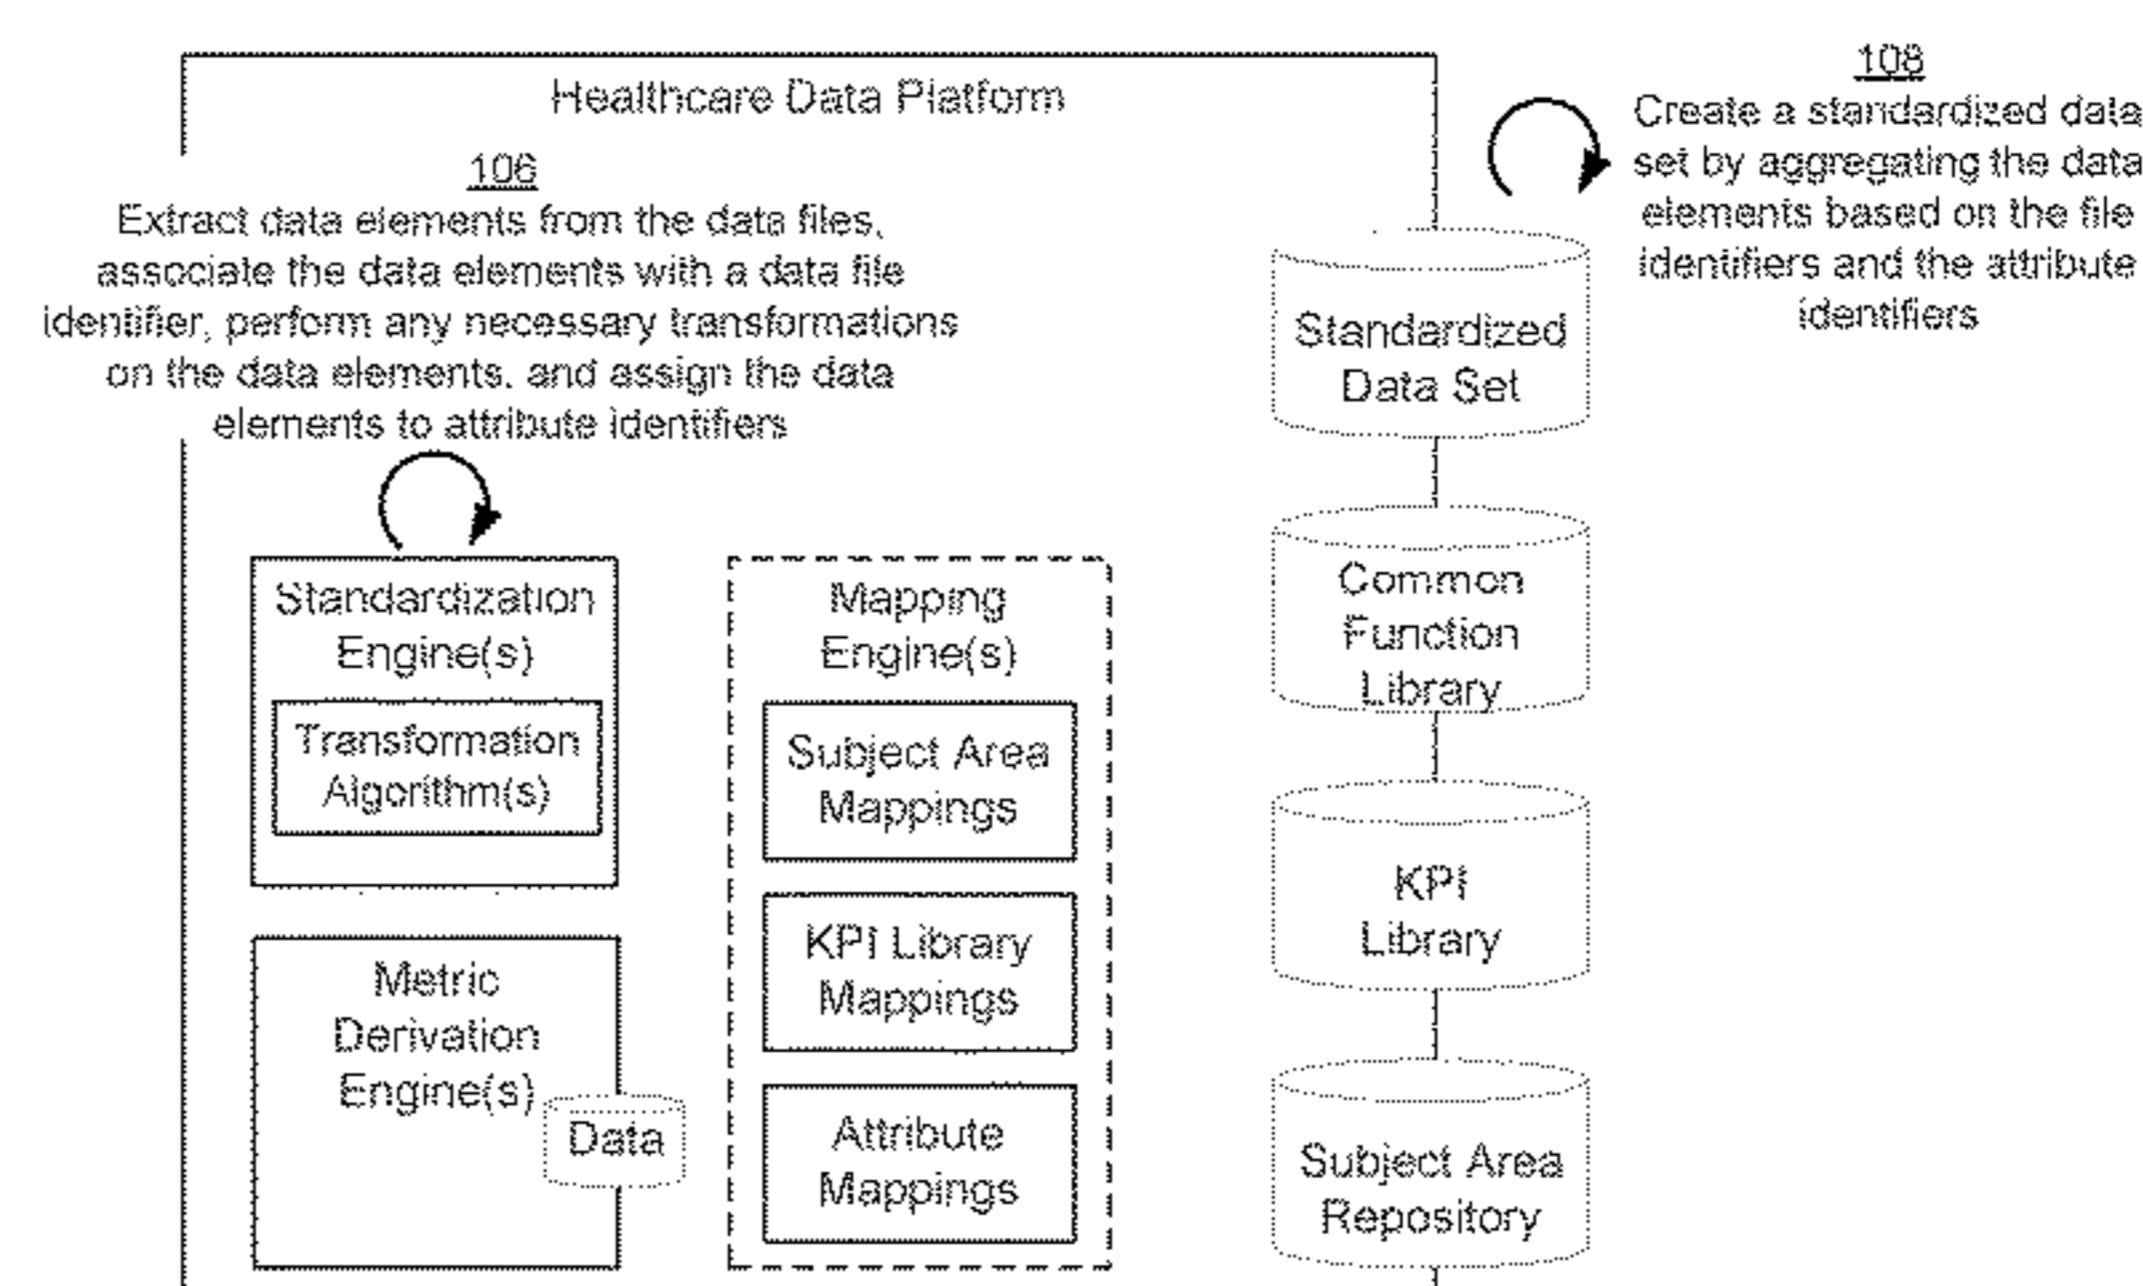 Healthcare Data Platform
106
Extract data elements from the data files,
associate the data elements with a data file
identifier, perform any necessary transformations
on the data elements, and assign the data
elements to attribute identifiers
108
Create a standardized data
set by aggregating the data
elements based on the file
identifiers and the attribute
identifiers
Standardization
Engine(s)
Transformation
Algorithm(s)
Metric
Derivation
Engine(s)
Data
Mapping
Engine(s)
Subject Area
Mappings
KPI Library
Mappings
Attribute
Mappings
Standardized
Data Set
Common
Function
Library
KPI
Library
Subject Area
Repository